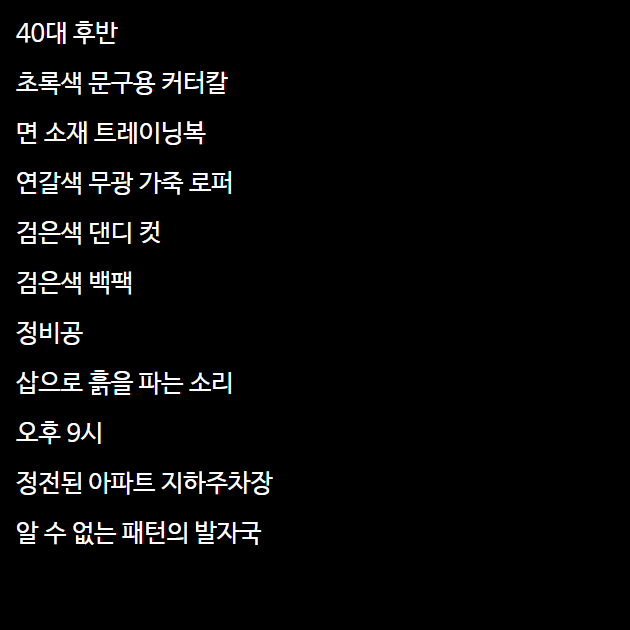 40대 후반
초록색 문구용 커터칼
면 소재 트레이닝복
연갈색 무광 가죽 로퍼
검은색 댄디 컷
검은색 백팩
정비공
삽으로 흙을 파는 소리
오후 9시
정전된 아파트 지하주차장
알 수 없는 패턴의 발자국